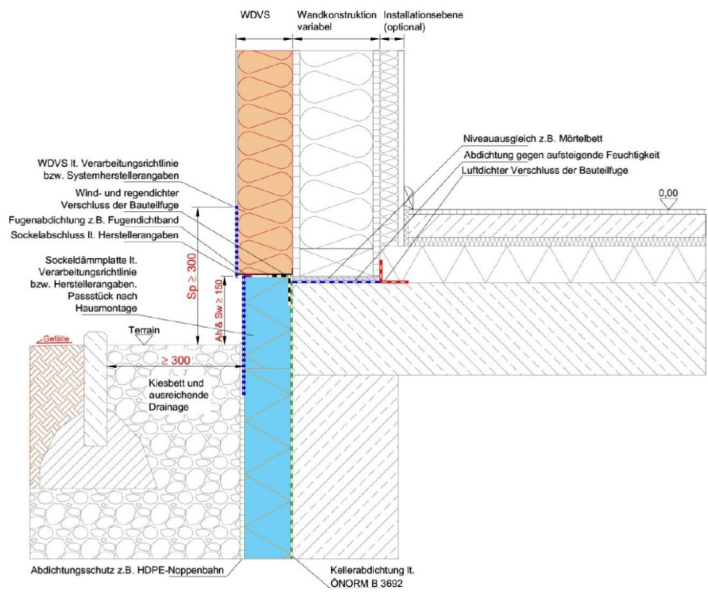 WDVS
Wandkonstruktion
variabel
Installationsebene
(optional)
Niveauausgleich z.B. Mörtelbett
Abdichtung gegen aufsteigende Feuchtigkeit
Luftdichter Verschluss der Bauteilfuge
0,00
WDVS lt. Verarbeitungsrichtlinie
bzw. Systemherstellerangaben
Wind- und regendichter
Verschluss der Bauteilfuge
Fugenabdichtung z.B. Fugendichtband
Sockelabschluss lt. Herstellerangaben
Sockeldämmplatte lt.
Verarbeitungsrichtlinie
bzw. Herstellerangaben.
Passstück nach
Hausmontage
Sp ≥ 300
Ah & Sw ≥ 150
Terrain
Gefälle
≥ 300
Kiesbett und
ausreichende
Drainage
Abdichtungsschutz z.B. HDPE-Noppenbahn
Kellerabdichtung lt.
ÖNORM B 3692